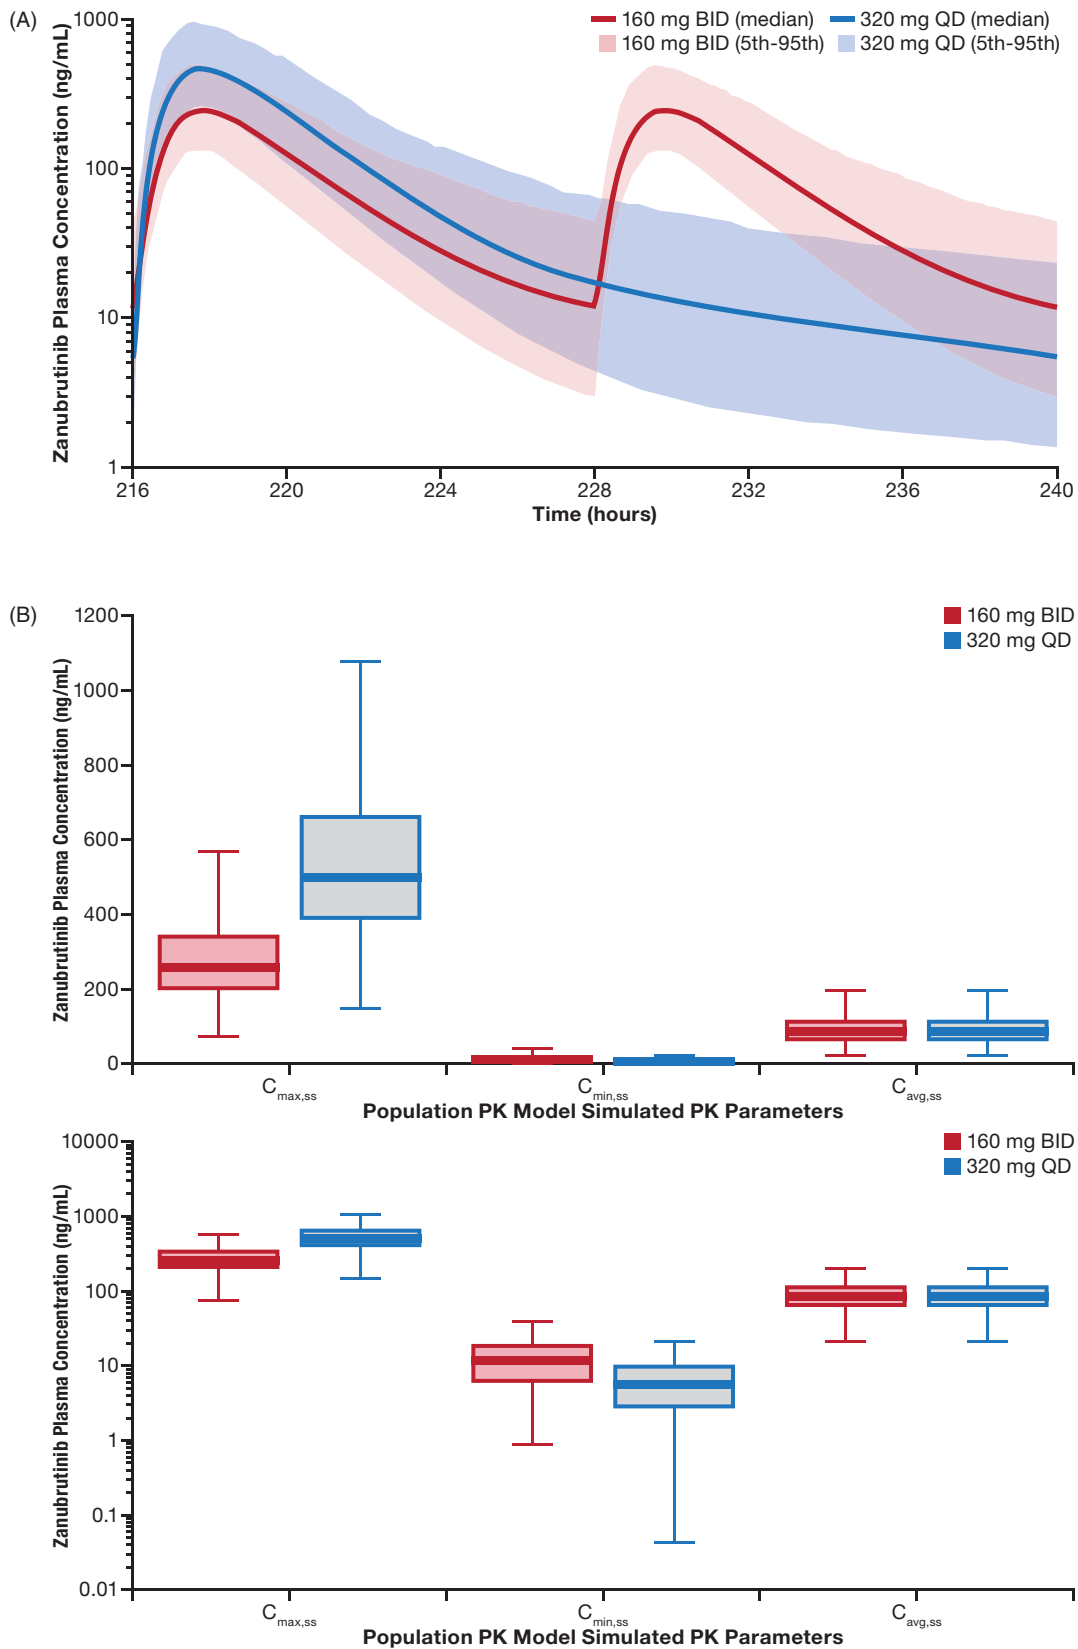 (A)
160 mg BID (median) 320 mg QD (median)
160 mg BID (5th-95th) 320 mg QD (5th-95th)
Zanubrutinib Plasma Concentration (ng/mL)
1000
100
10
1
216 220 224 228 232 236 240
Time (hours)
(B)
160 mg BID
320 mg QD
Zanubrutinib Plasma Concentration (ng/mL)
1200
1000
800
600
400
200
0
Cmax,ss Cmin,ss Cavg,ss
Population PK Model Simulated PK Parameters
160 mg BID
320 mg QD
Zanubrutinib Plasma Concentration (ng/mL)
10000
1000
100
10
1
0.1
0.01
Cmax,ss Cmin,ss Cavg,ss
Population PK Model Simulated PK Parameters